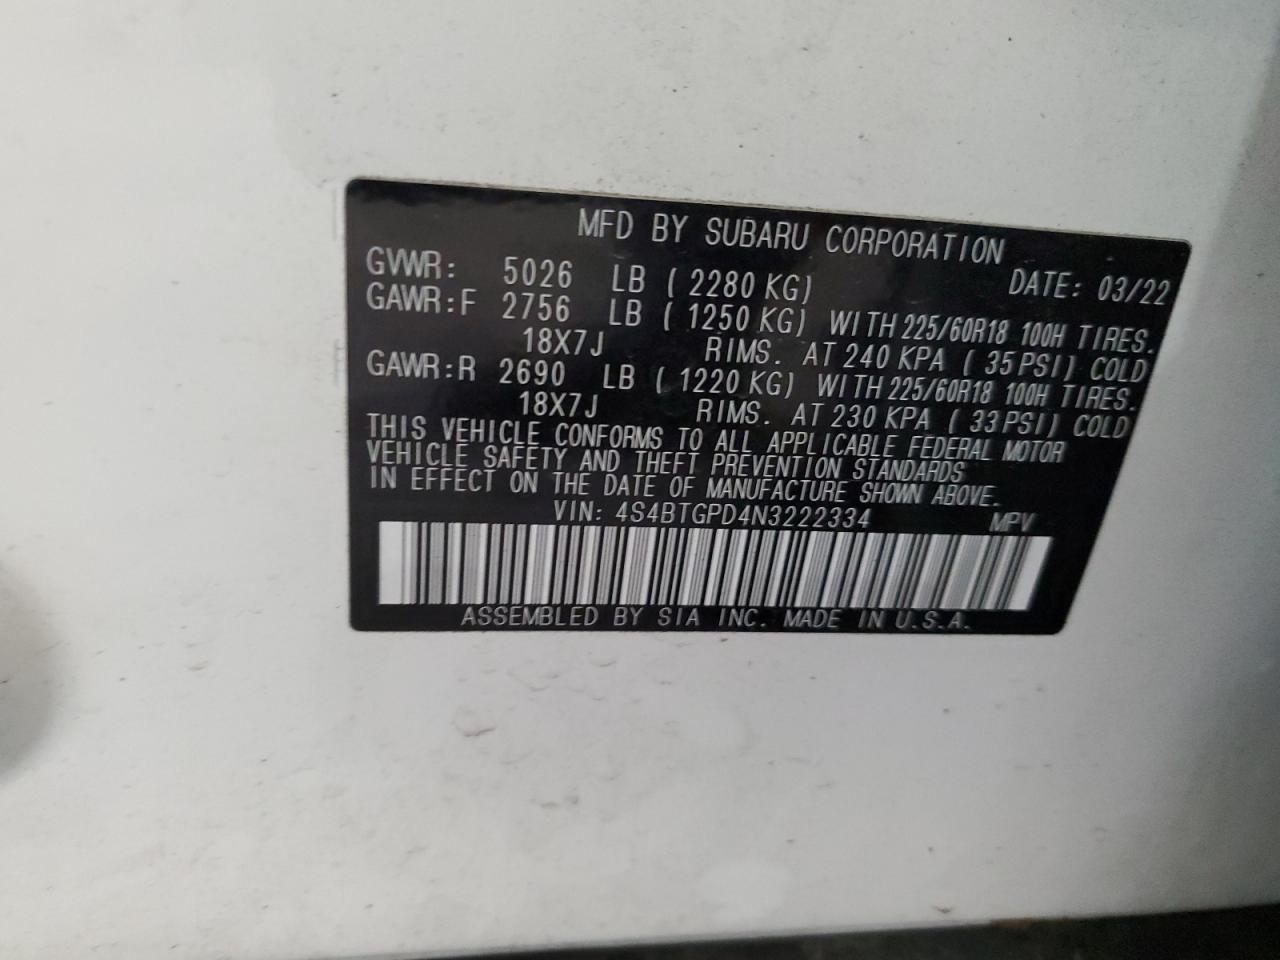 MFD BY SUBARU CORPORATION
DATE: 03/22
GVWR: 5026 LB ( 2280 KG)
GAWR:F 2756 LB ( 1250 KG) WITH 225/60R18 100H TIRES.
18X7J RIMS. AT 240 KPA ( 35 PSI) COLD
GAWR:R 2690 LB ( 1220 KG) WITH 225/60R18 100H TIRES.
18X7J RIMS. AT 230 KPA ( 33 PSI) COLD
THIS VEHICLE CONFORMS TO ALL APPLICABLE FEDERAL MOTOR
VEHICLE SAFETY AND THEFT PREVENTION STANDARDS
IN EFFECT ON THE DATE OF MANUFACTURE SHOWN ABOVE.
VIN: 4S4BTGPD4N3222334 MPV
ASSEMBLED BY SIA INC. MADE IN U.S.A.